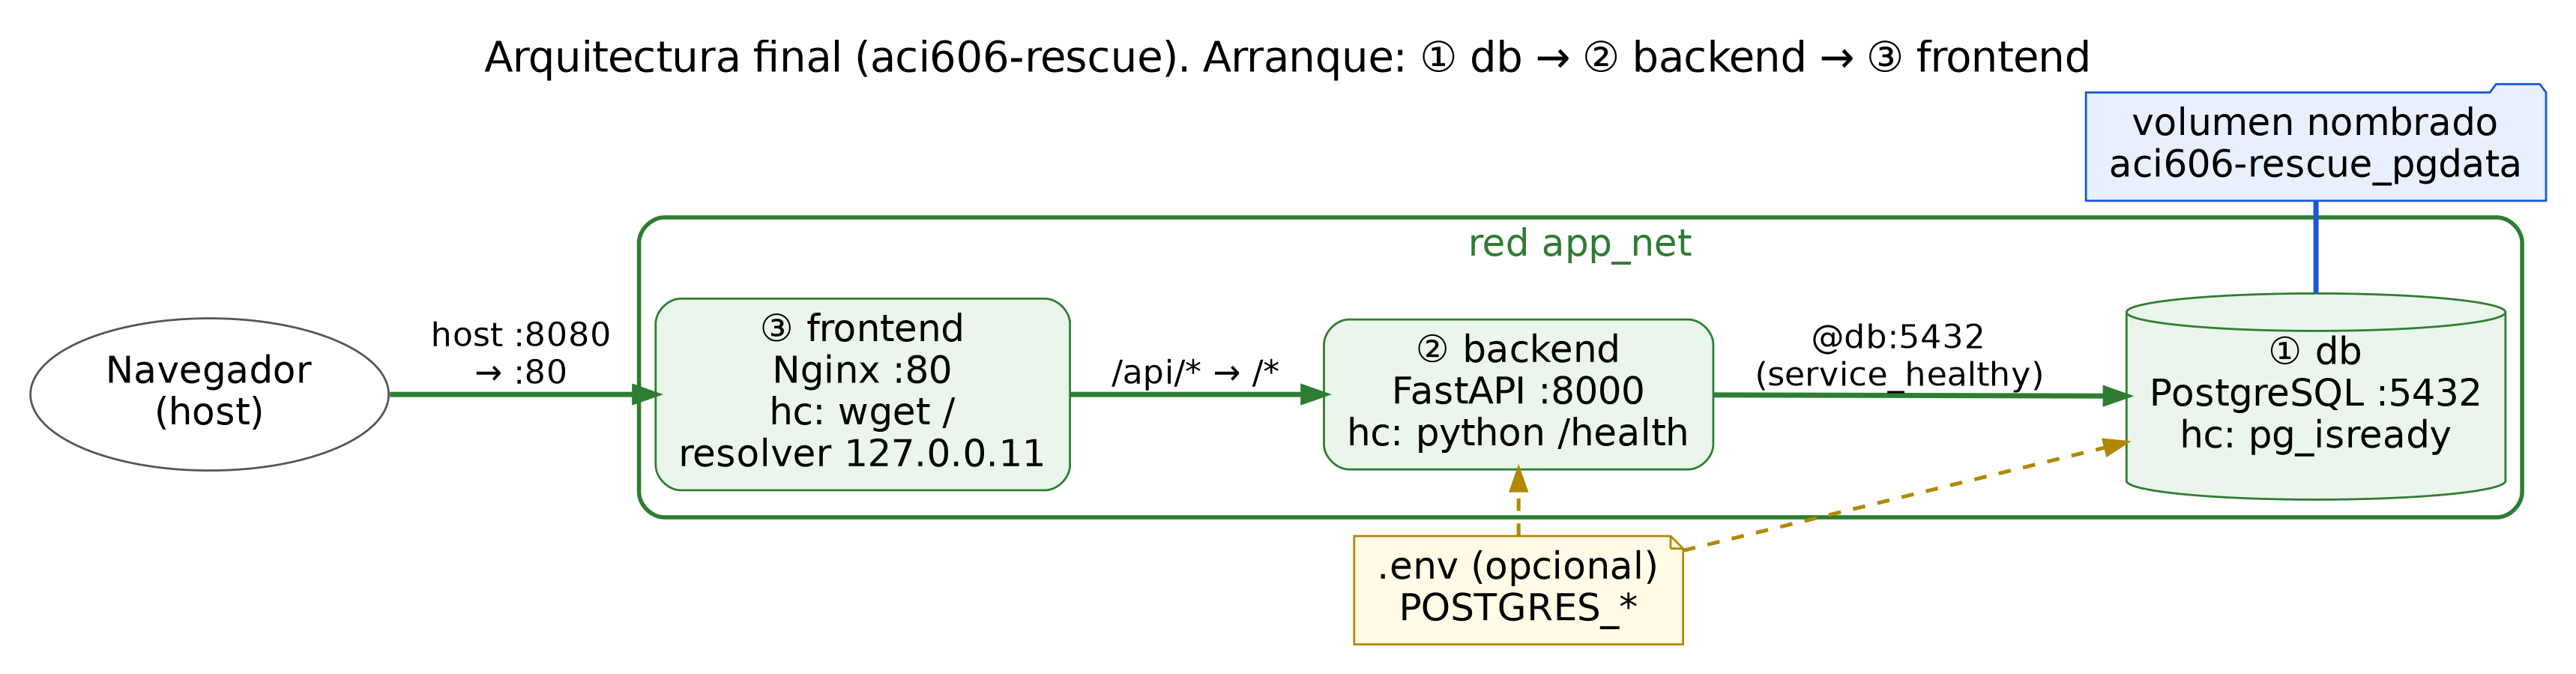 Arquitectura final (aci606-rescue). Arranque: ① db → ② backend → ③ frontend
volumen nombrado
aci606-rescue_pgdata
red app_net
Navegador
(host)
host :8080
→ :80
③ frontend
Nginx :80
hc: wget /
resolver 127.0.0.11
/api/* → /*
② backend
FastAPI :8000
hc: python /health
@db:5432
(service_healthy)
① db
PostgreSQL :5432
hc: pg_isready
.env (opcional)
POSTGRES_*